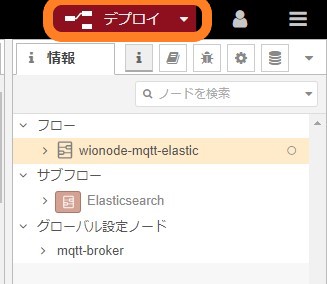 デプロイ
i 情報 i
ノードを検索
フロー
wionode-mqtt-elastic
サブフロー
Elasticsearch
グローバル設定ノード
mqtt-broker